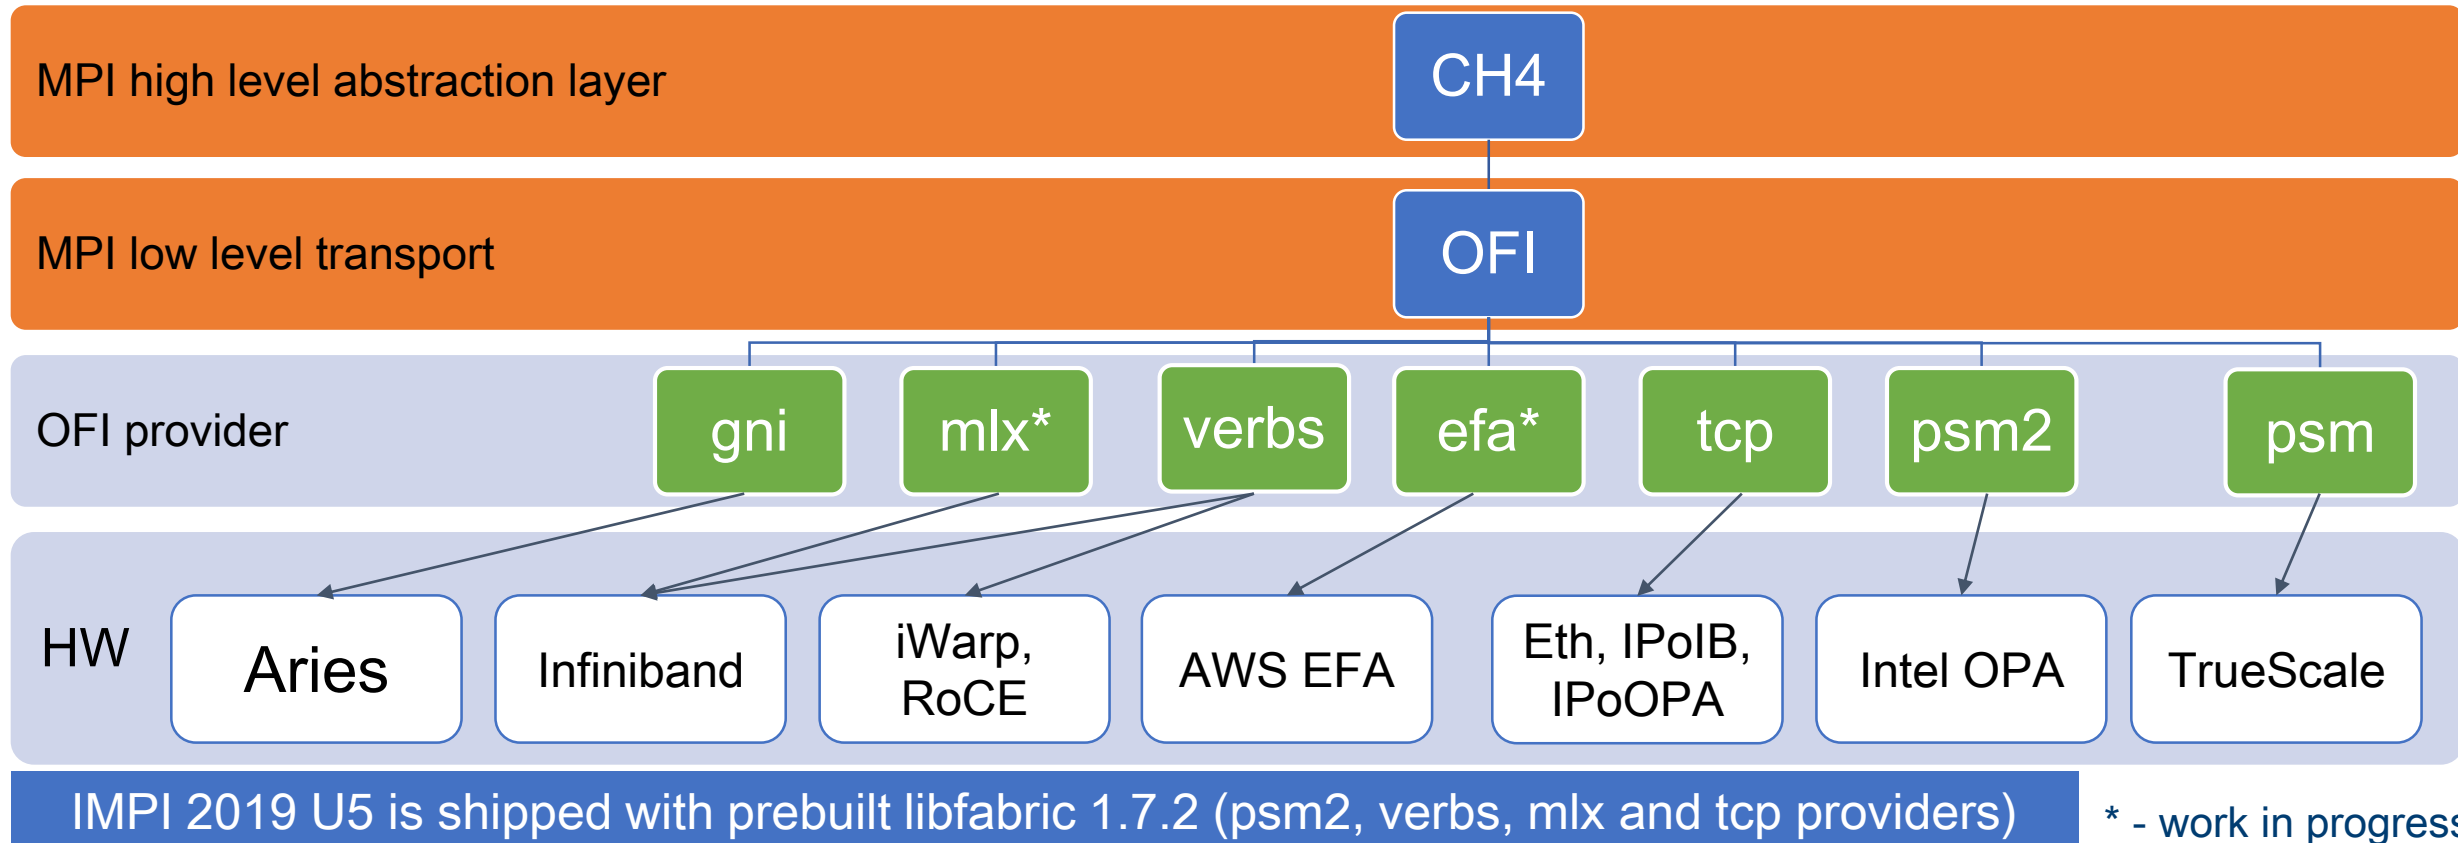 MPI high level abstraction layer
CH4
MPI low level transport
OFI
OFI provider
gni
mlx*
verbs
efa*
tcp
psm2
psm
HW
Aries
Infiniband
iWarp,
RoCE
AWS EFA
Eth, IPoIB,
IPoOPA
Intel OPA
TrueScale
IMPI 2019 U5 is shipped with prebuilt libfabric 1.7.2 (psm2, verbs, mlx and tcp providers)
* - work in progress